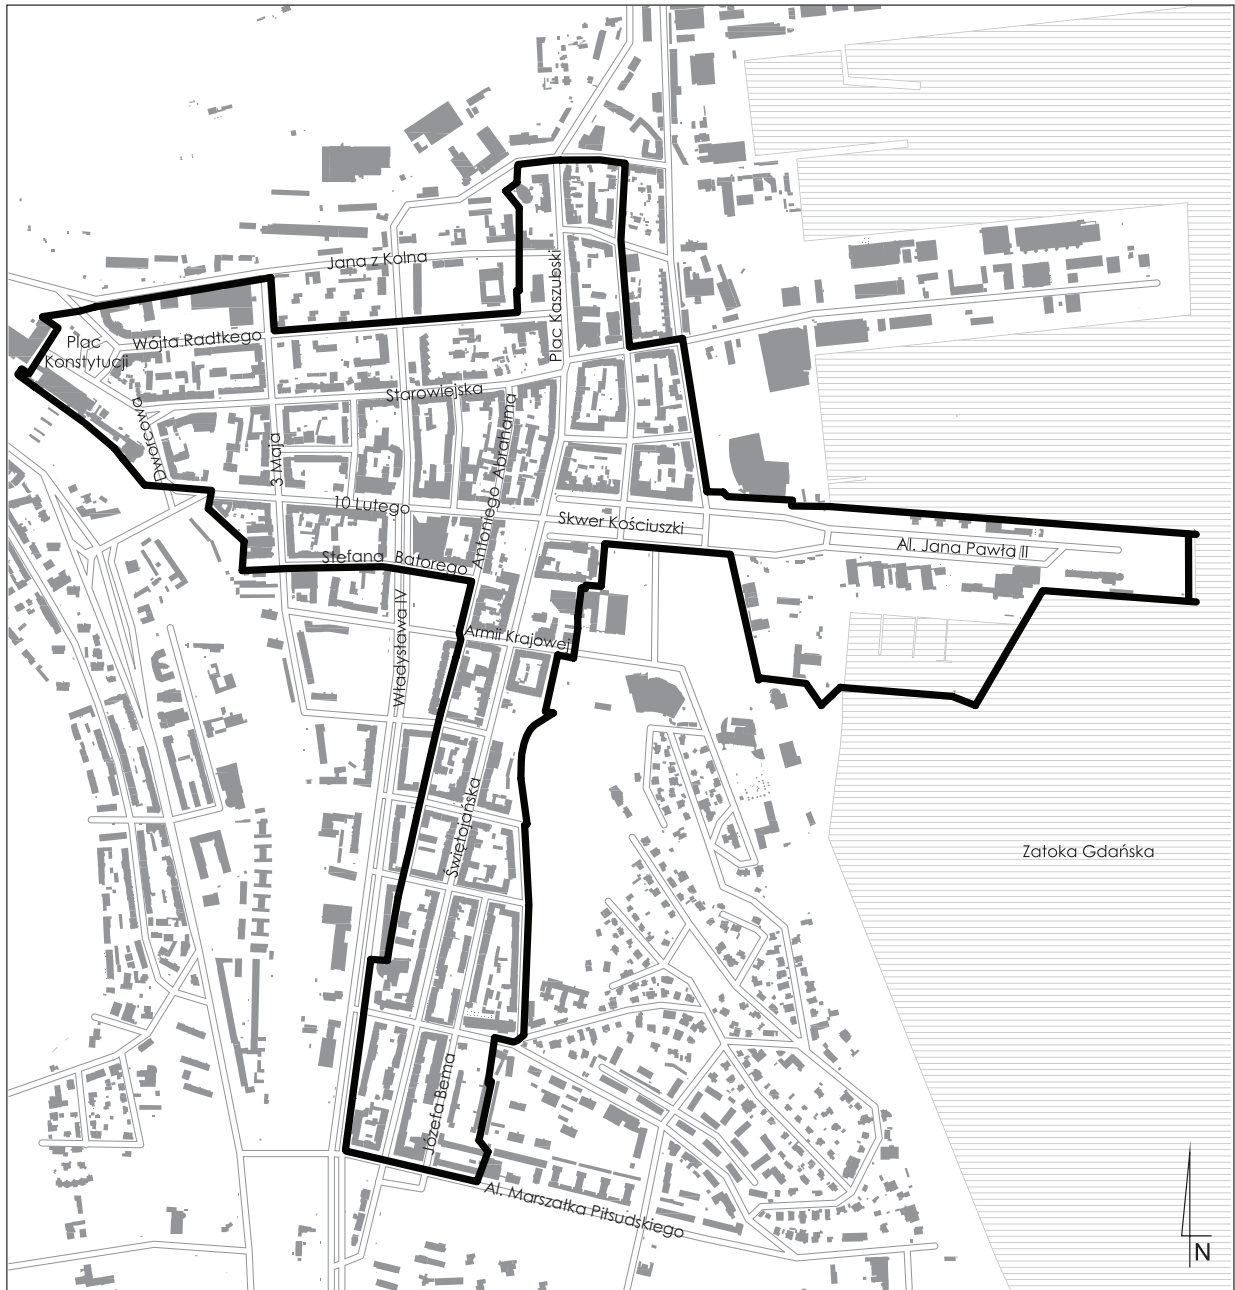 Jana z Kolna
Plac Kaszubski
Plac
Konstytucji
Wójta Radtkego
Starowiejska
Dworcowa
3 Maja
Antoniego Abrahama
10 Lutego
Skwer Kościuszki
Al. Jana Pawła II
Stefana Batorego
Władysława IV
Armii Krajowej
Świętojańska
Zatoka Gdańska
Józefa Bema
Al. Marszałka Piłsudskiego
N